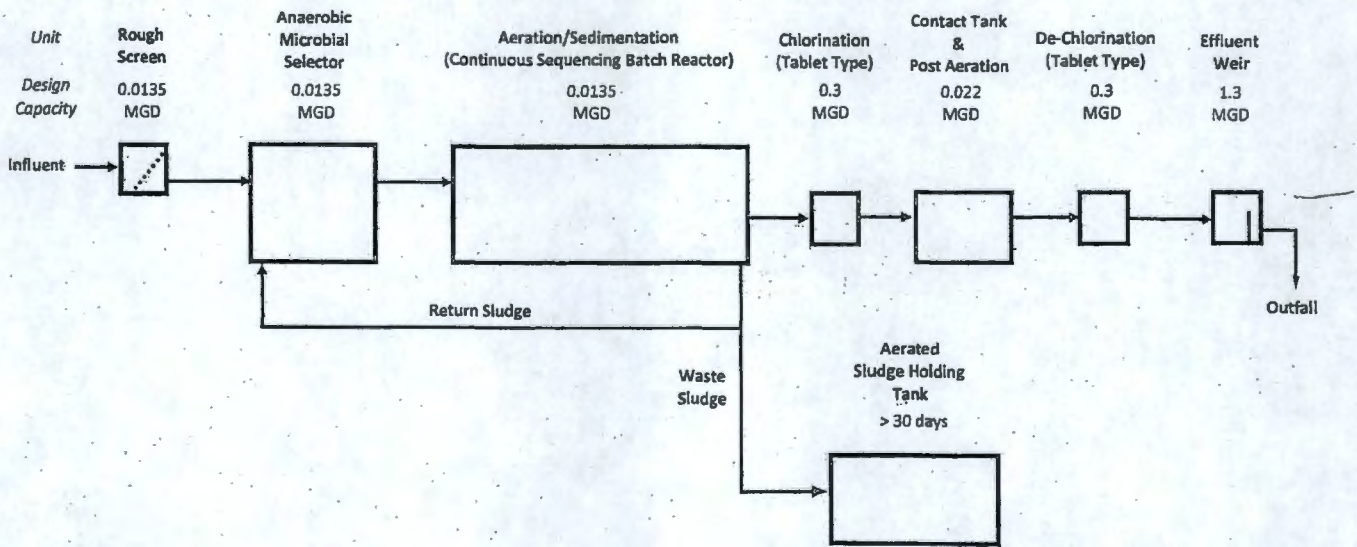 Unit
Rough
Screen
Anaerobic
Microbial
Selector
Aeration/Sedimentation
(Continuous Sequencing Batch Reactor)
Chlorination
(Tablet Type)
Contact Tank
&
Post Aeration
De-Chlorination
(Tablet Type)
Effluent
Weir
Design
Capacity
0.0135
MGD
0.0135
MGD
0.0135
MGD
0.3
MGD
0.022
MGD
0.3
MGD
1.3
MGD
Influent
Return Sludge
Outfall
Waste
Sludge
Aerated
Sludge Holding
Tank
> 30 days